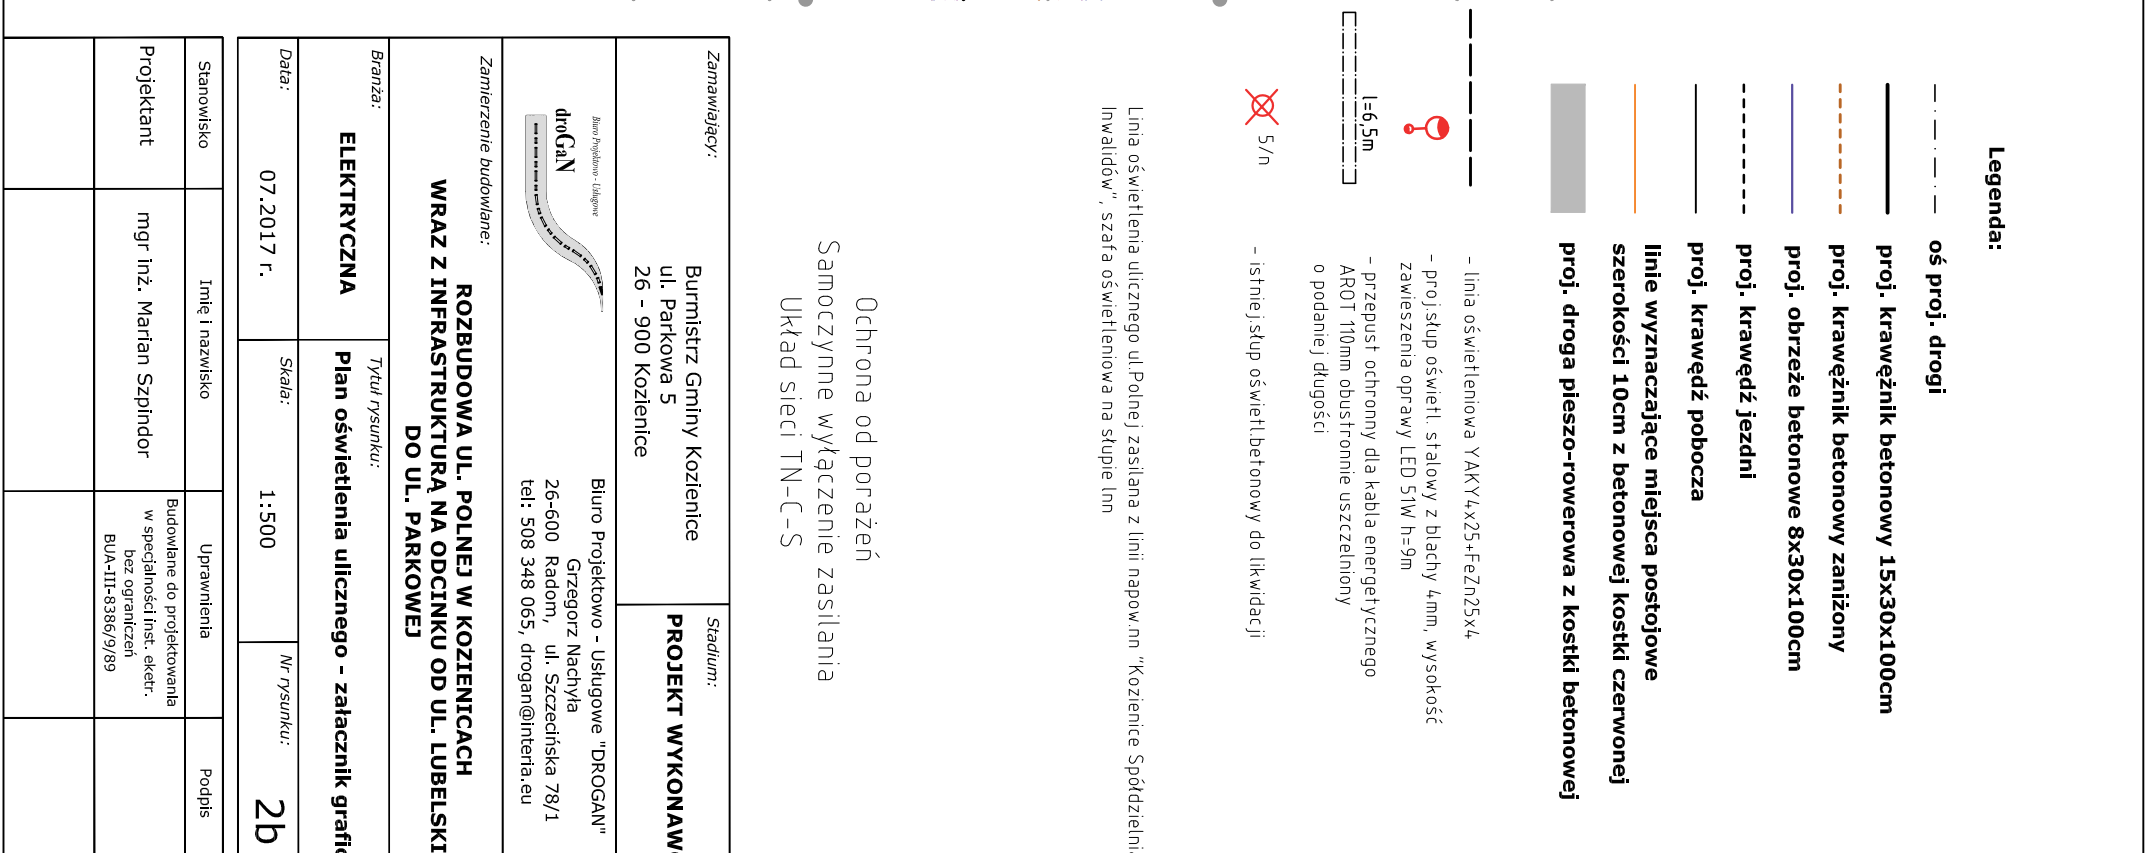 Legenda:
oś proj. drogi
proj. krawężnik betonowy 15x30x100cm
proj. krawężnik betonowy zaniżony
proj. obrzeże betonowe 8x30x100cm
proj. krawędź jezdni
proj. krawędź pobocza
linie wyznaczające miejsca postojowe
szerokości 10cm z betonowej kostki czerwonej
proj. droga pieszo-rowerowa z kostki betonowej
- linia oświetleniowa YAKY4x25+FeZn25x4
- proj.słup oświetl. stalowy z blachy 4mm, wysokość
zawieszenia oprawy LED 51W h=9m
l=6,5m
- przepust ochronny dla kabla energetycznego
AROT 110mm obustronnie uszczelniony
o podaniej długości
5/n
- istniej.słup oświetl.betonowy do likwidacji
Linia oświetlenia ulicznego ul.Polnej zasilana z linii napow.nn "Kozienice Spółdzielni
Inwalidów", szafa oświetleniowa na słupie lnn
Ochrona od porażeń
Samoczynne wyłączenie zasilania
Układ sieci TN-C-S
Zamawiający:
Burmistrz Gminy Kozienice
ul. Parkowa 5
26 - 900 Kozienice
Stadium:
PROJEKT WYKONAW
Biuro Projektowo - Usługowe
droGaN
Biuro Projektowo - Usługowe "DROGAN"
Grzegorz Nachyła
26-600 Radom, ul. Szczecińska 78/1
tel: 508 348 065, drogan@interia.eu
Zamierzenie budowlane:
ROZBUDOWA UL. POLNEJ W KOZIENICACH
WRAZ Z INFRASTRUKTURĄ NA ODCINKU OD UL. LUBELSKI
DO UL. PARKOWEJ
Branża:
ELEKTRYCZNA
Tytuł rysunku:
Plan oświetlenia ulicznego - załacznik grafic
Data:
07.2017 r.
Skala:
1:500
Nr rysunku:
2b
Stanowisko
Imię i nazwisko
Uprawnienia
Podpis
Projektant
mgr inż. Marian Szpindor
Budowlane do projektowania
w specjalności inst. eketr.
bez ograniczeń
BUA-III-8386/9/89